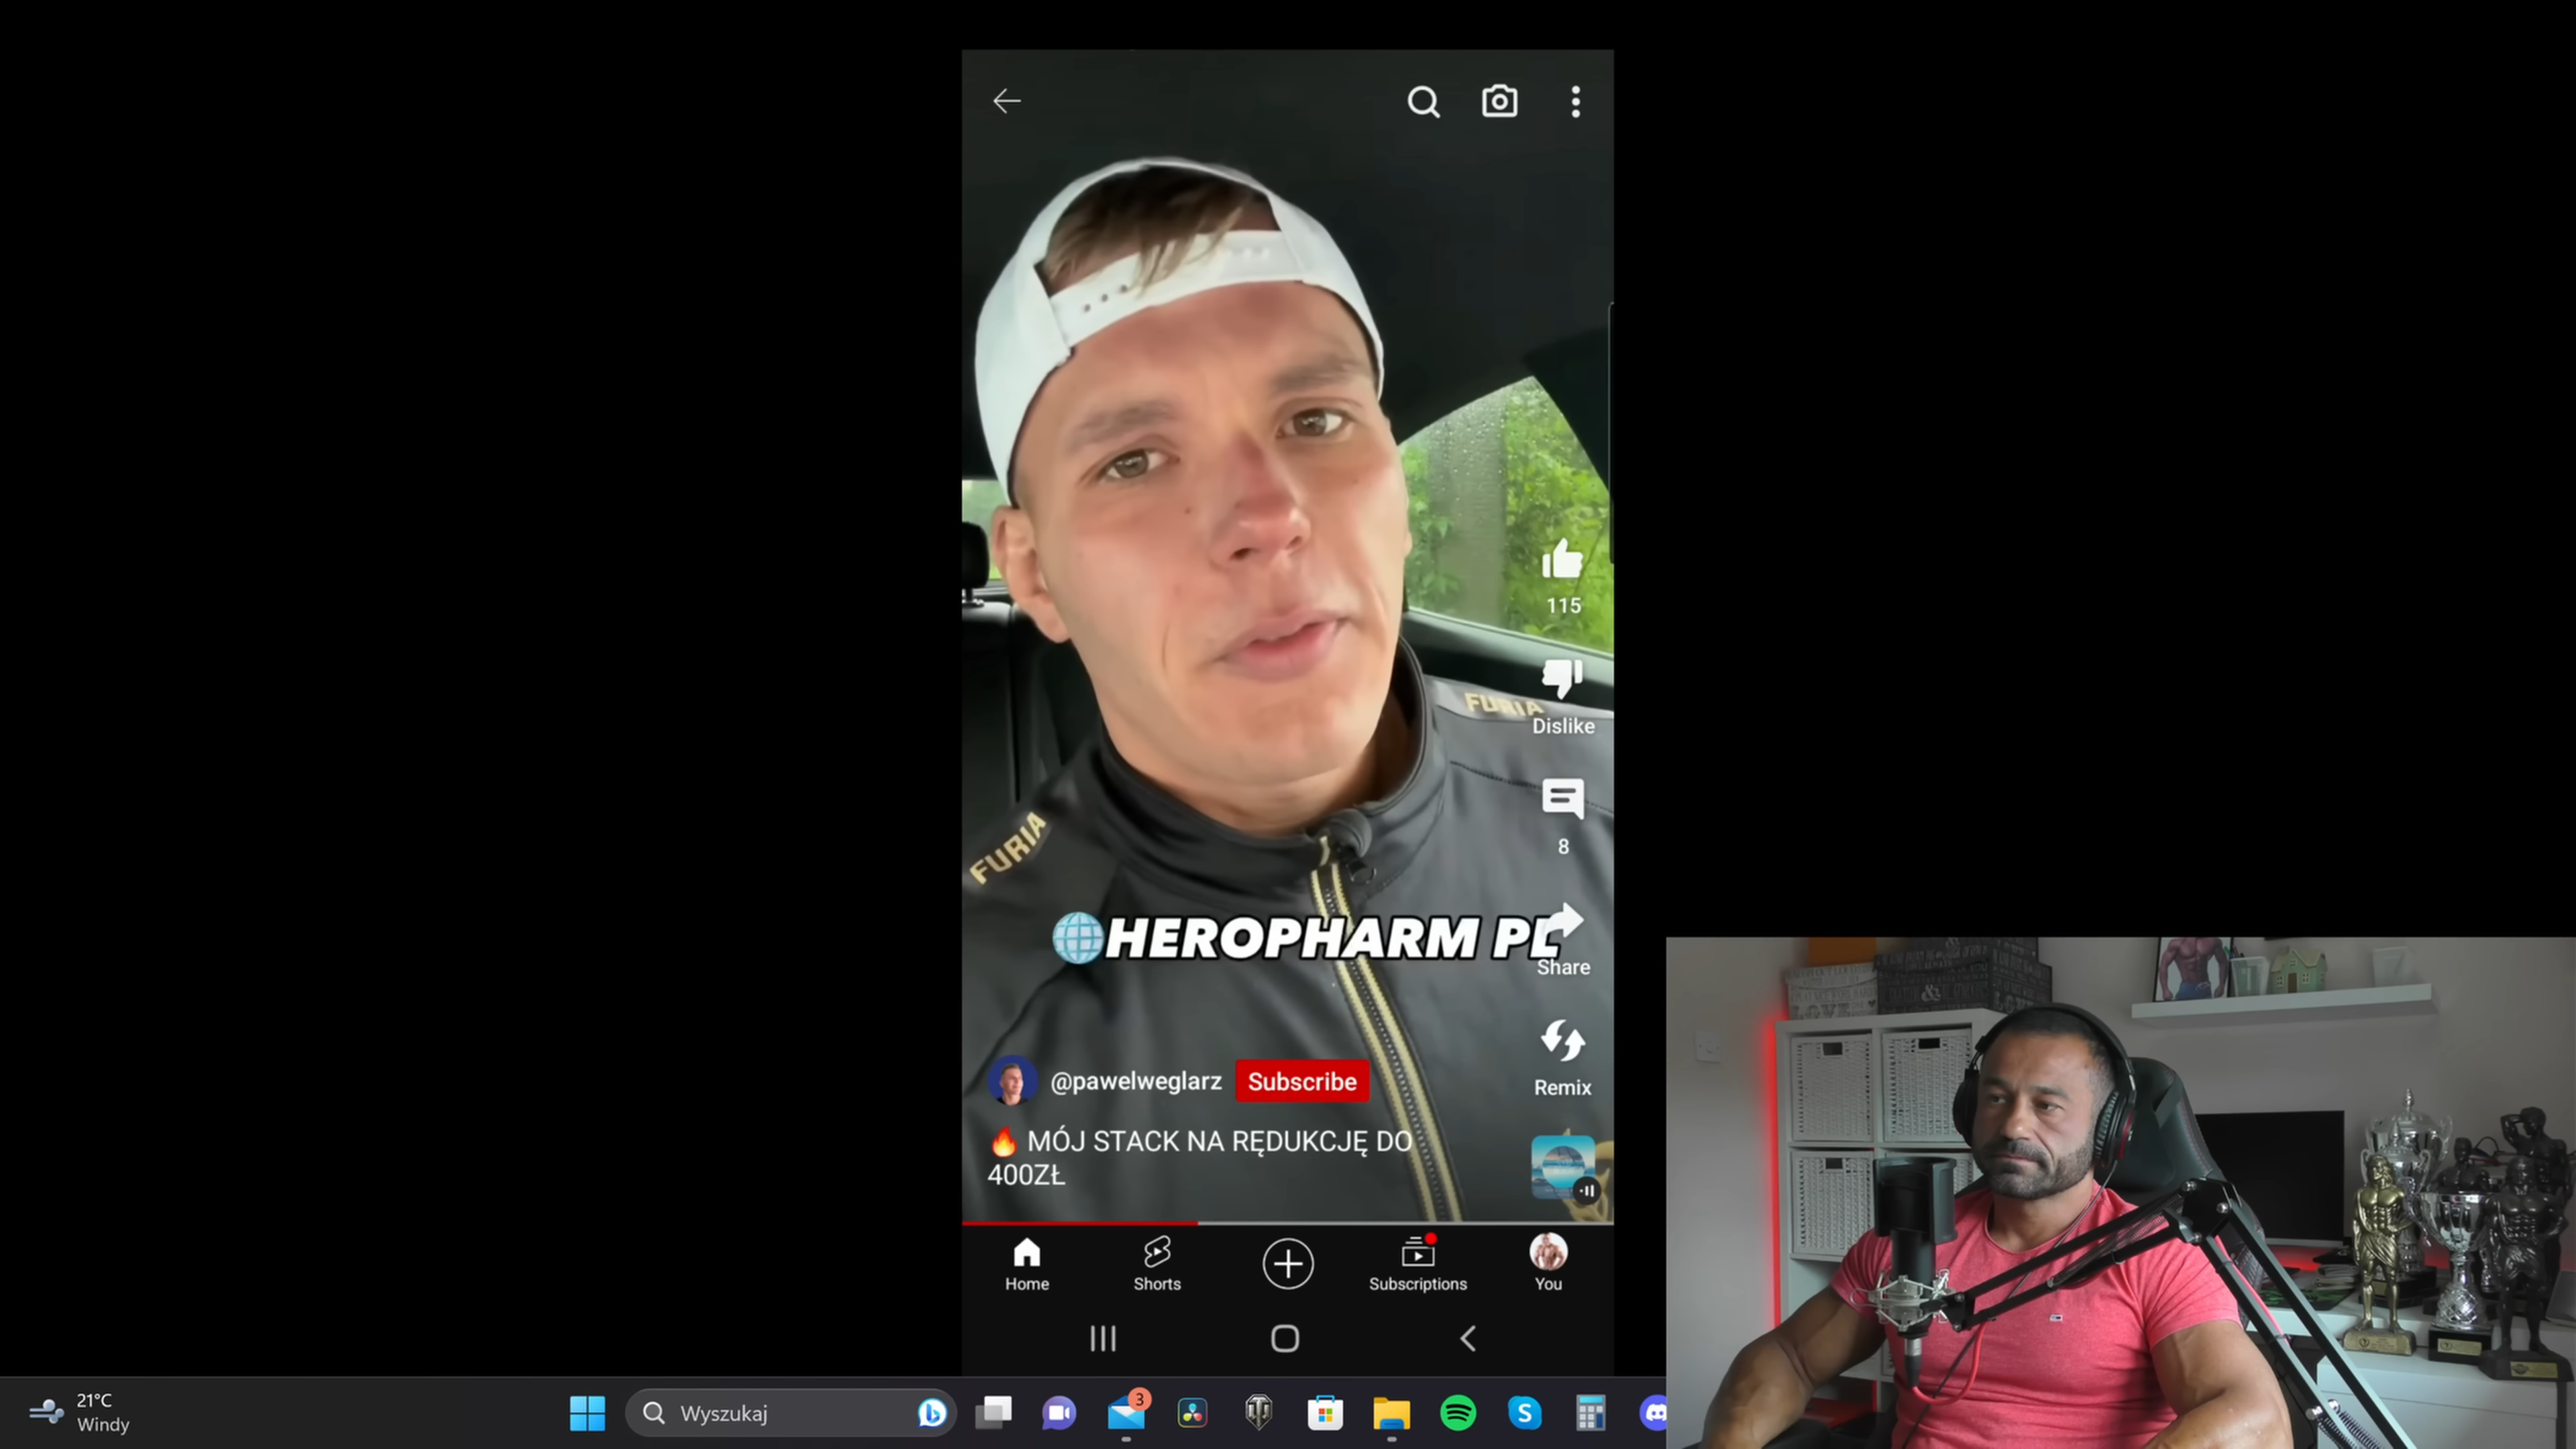 115
FURIA
Dislike
8
FURIA
🌐HEROPHARM PL
Share
@pawelweglarz
Subscribe
Remix
🔥 MÓJ STACK NA RĘDUKCJĘ DO
400ZŁ
Home
Shorts
Subscriptions
You
21°C
Windy
Wyszukaj
3